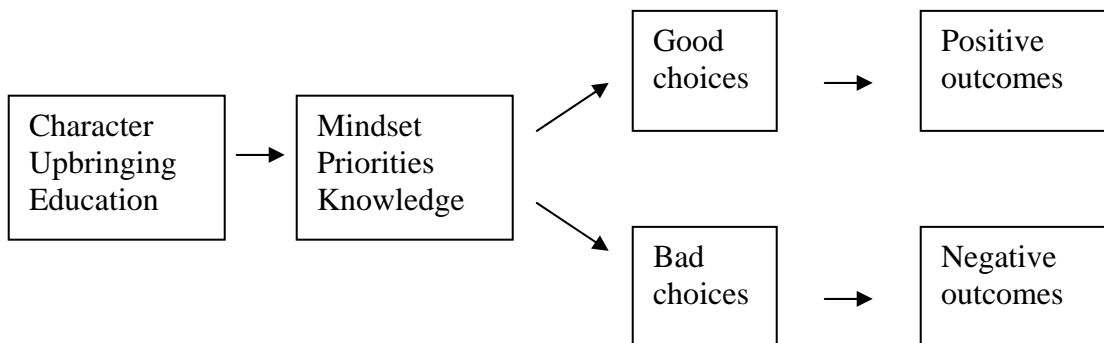 Character
Upbringing
Education
Mindset
Priorities
Knowledge
Good
choices
Positive
outcomes
Bad
choices
Negative
outcomes